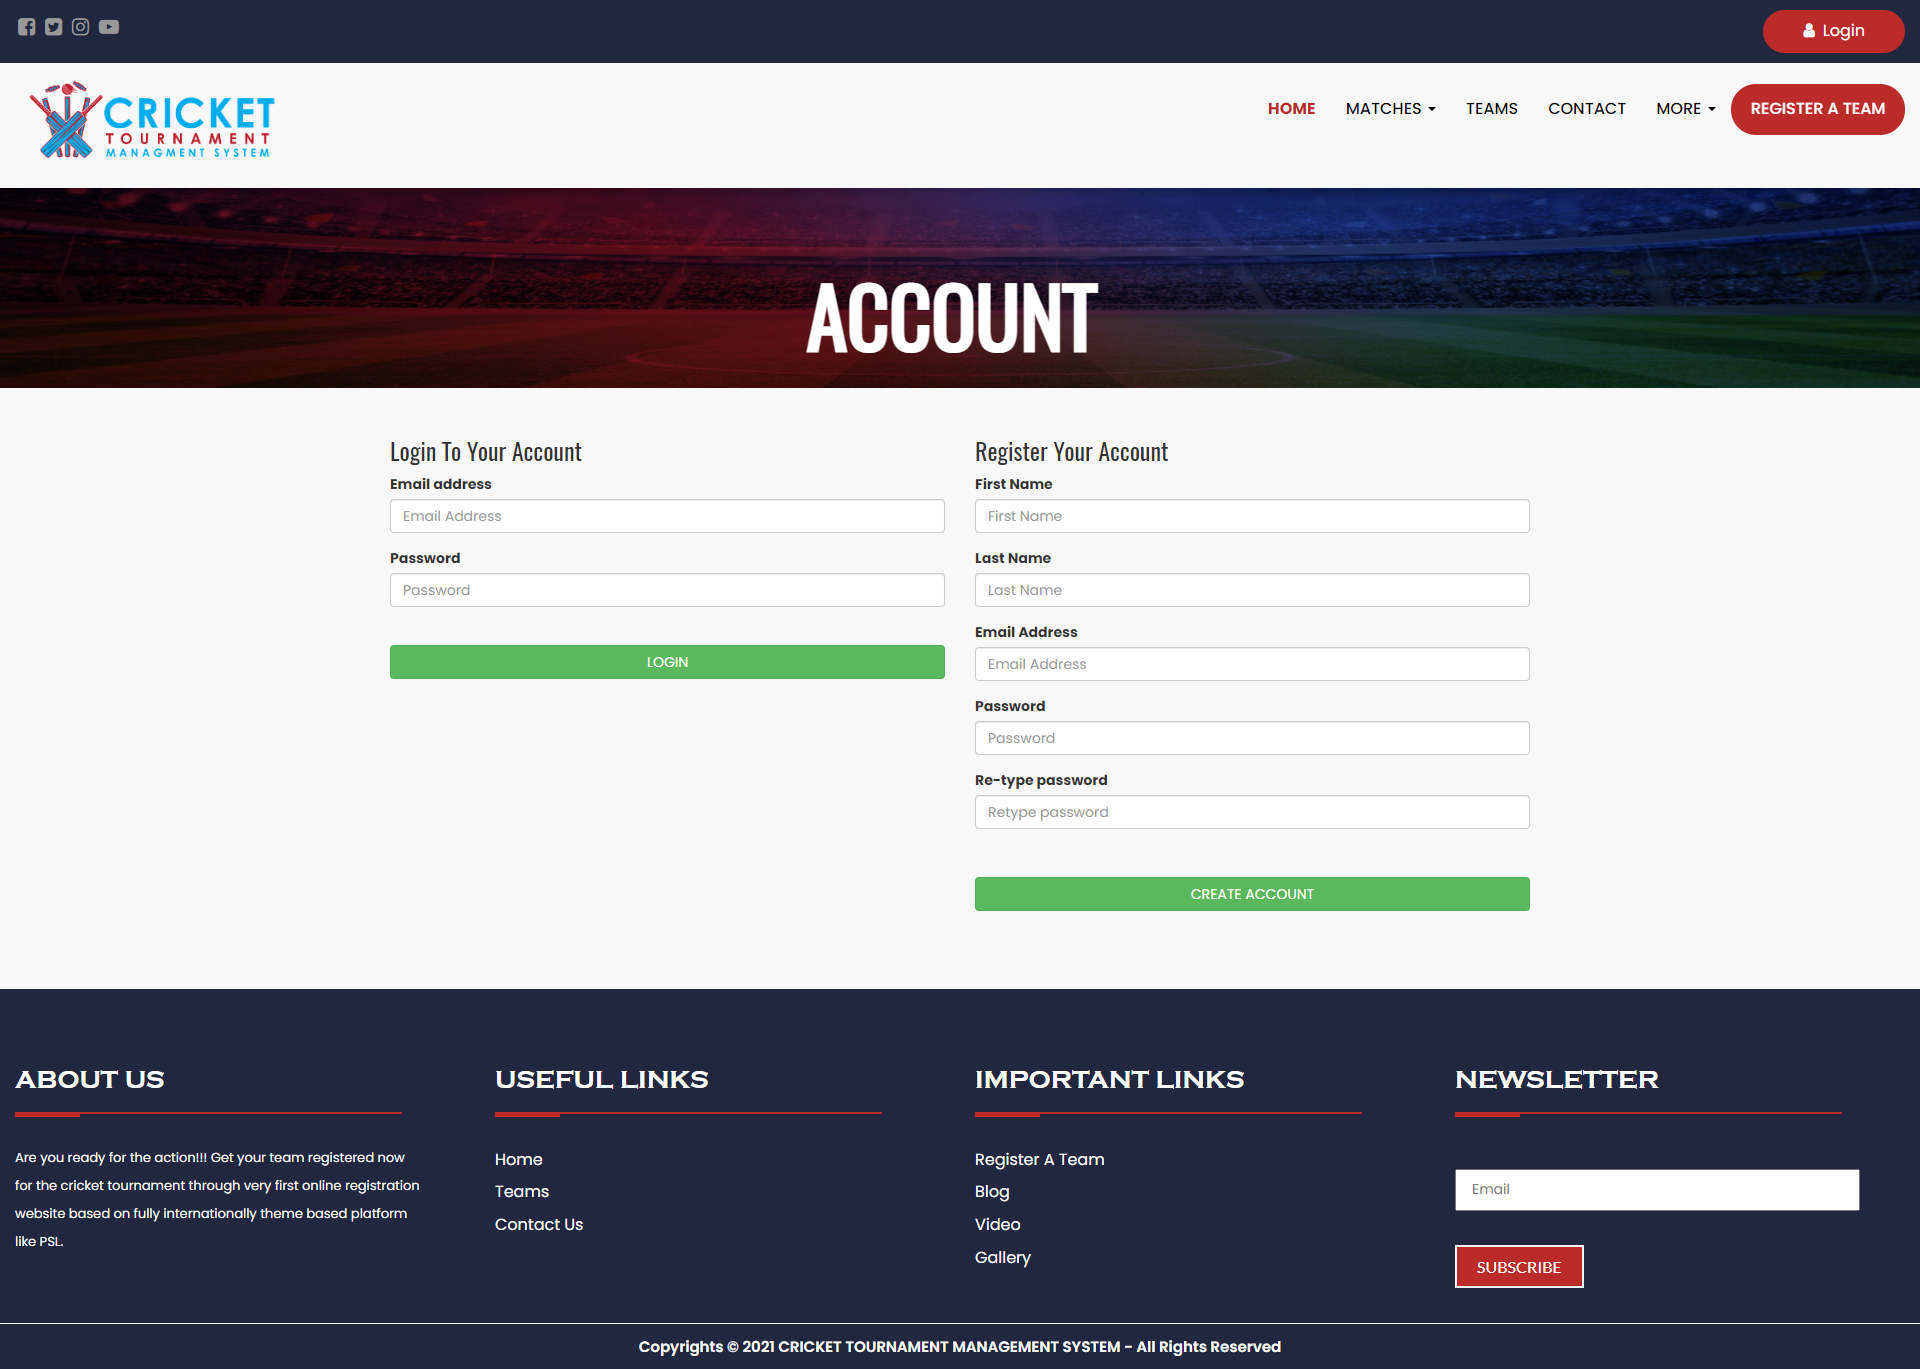 Login
CRICKET
TOURNAMENT
MANAGMENT SYSTEM
HOME
MATCHES
TEAMS
CONTACT
MORE
REGISTER A TEAM
ACCOUNT
Login To Your Account
Email address
Email Address
Password
Password
LOGIN
Register Your Account
First Name
First Name
Last Name
Last Name
Email Address
Email Address
Password
Password
Re-type password
Retype password
CREATE ACCOUNT
ABOUT US
Are you ready for the action!!! Get your team registered now
for the cricket tournament through very first online registration
website based on fully internationally theme based platform
like PSL.
USEFUL LINKS
Home
Teams
Contact Us
IMPORTANT LINKS
Register A Team
Blog
Video
Gallery
NEWSLETTER
Email
SUBSCRIBE
Copyrights © 2021 CRICKET TOURNAMENT MANAGEMENT SYSTEM - All Rights Reserved